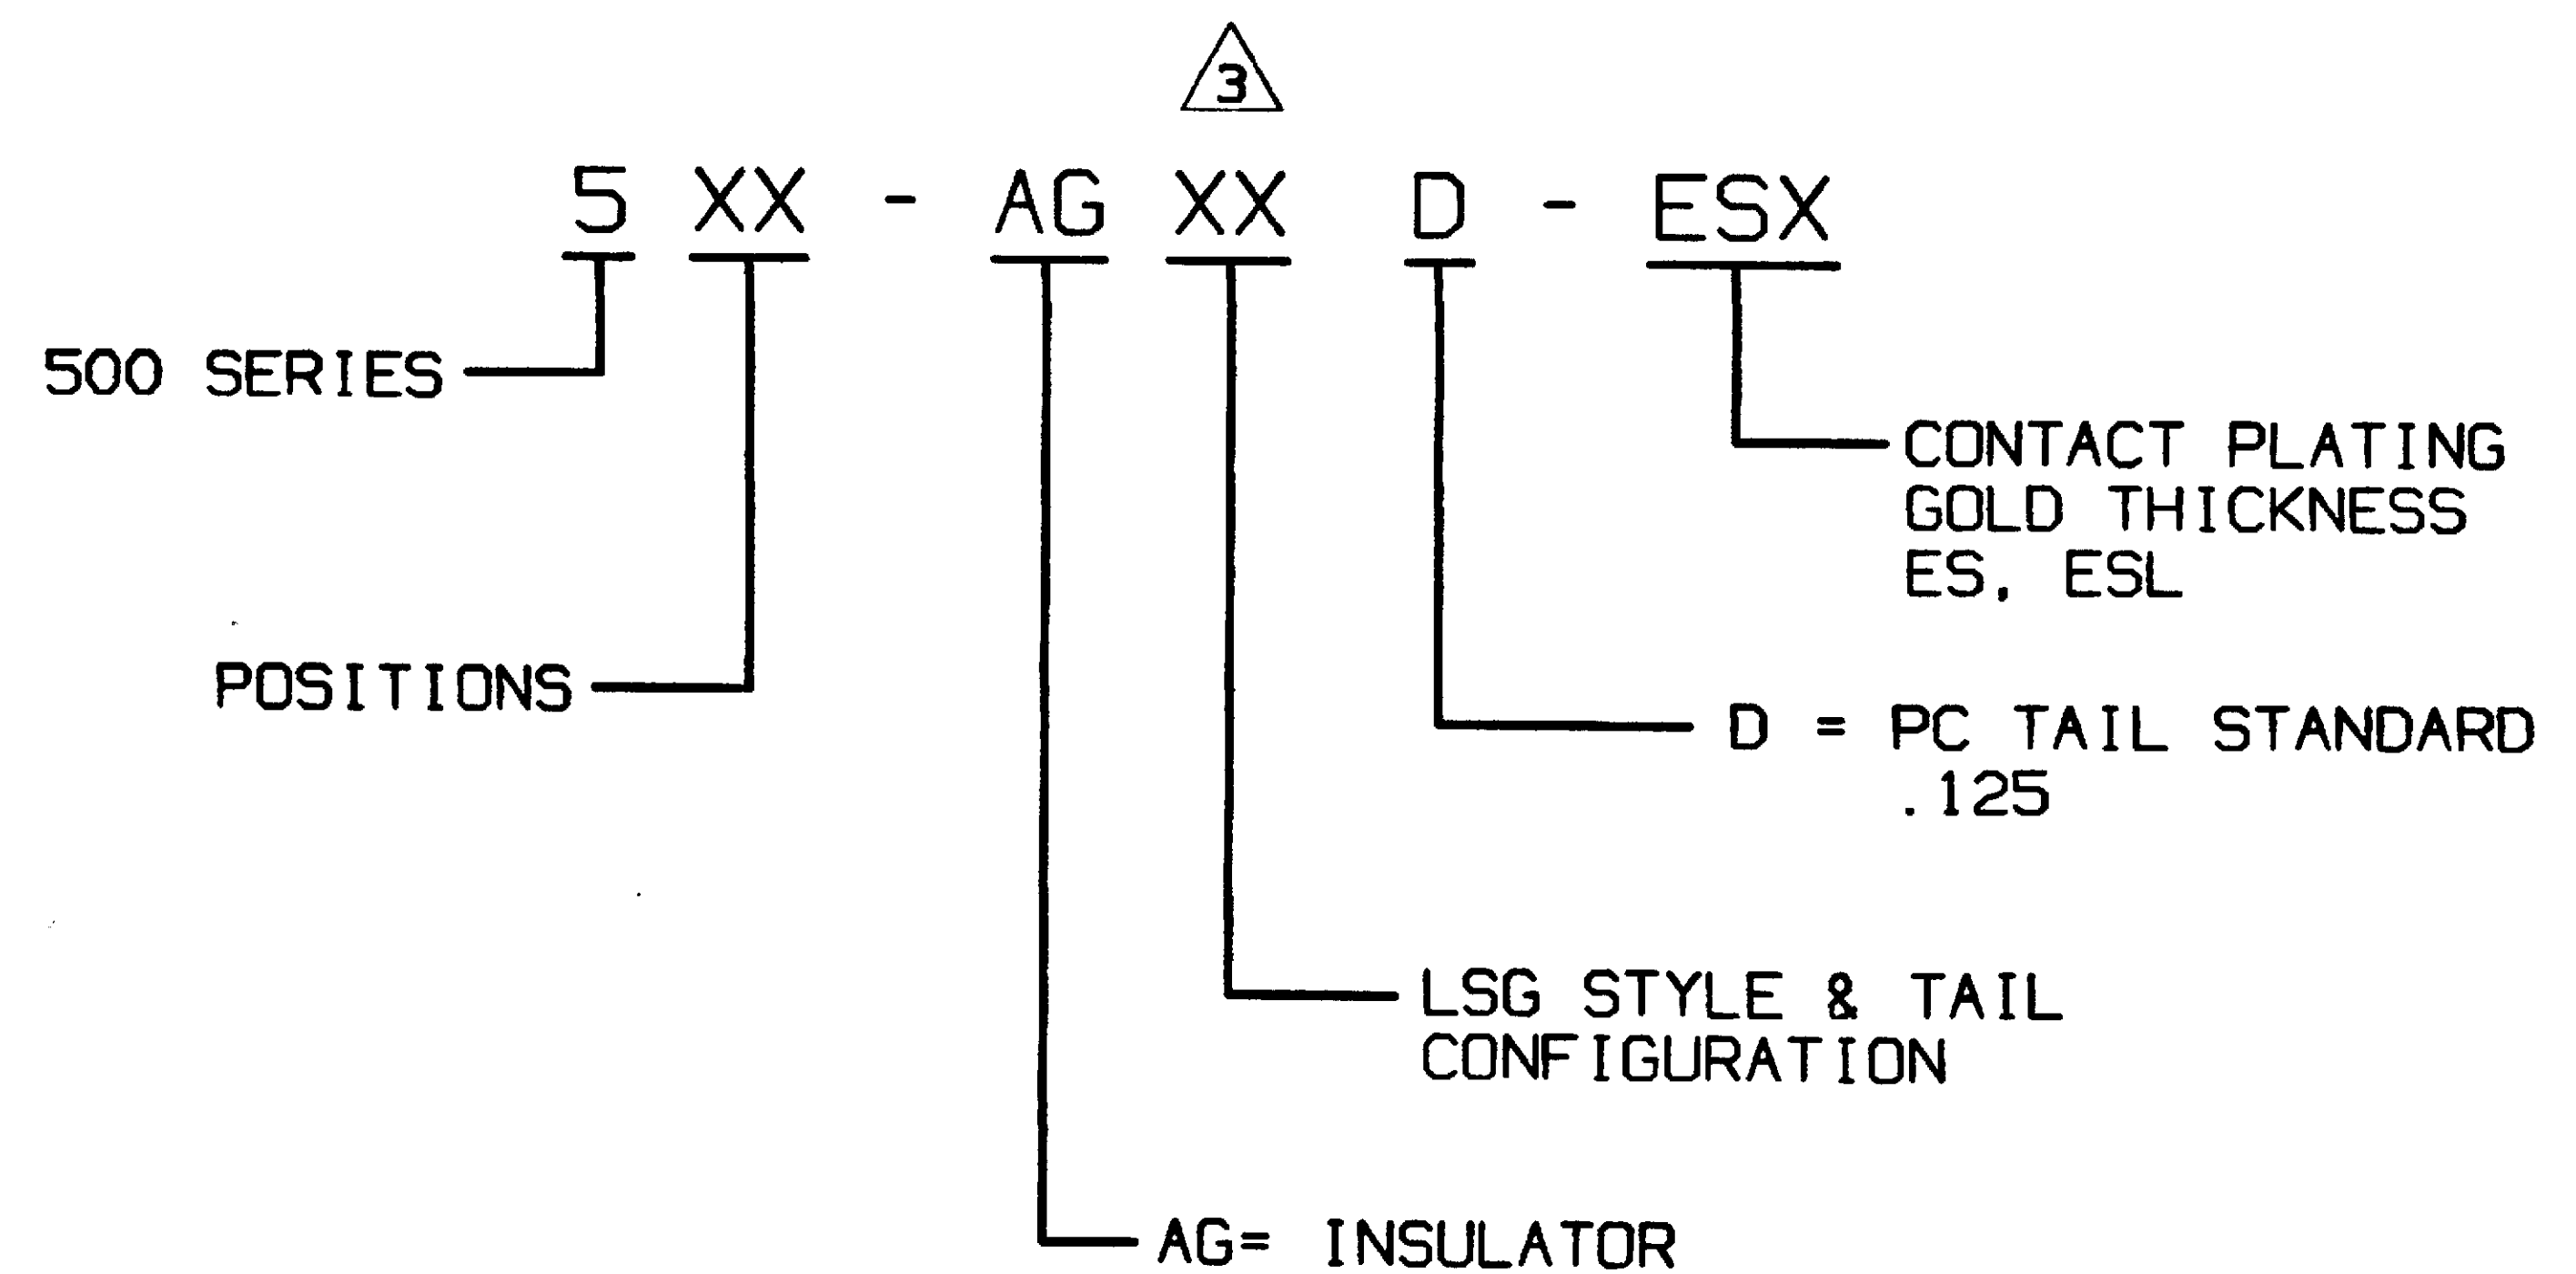 3
5 XX - AG XX D - ESX
500 SERIES
CONTACT PLATING
GOLD THICKNESS
ES, ESL
POSITIONS
D = PC TAIL STANDARD
.125
LSG STYLE & TAIL
CONFIGURATION
AG= INSULATOR